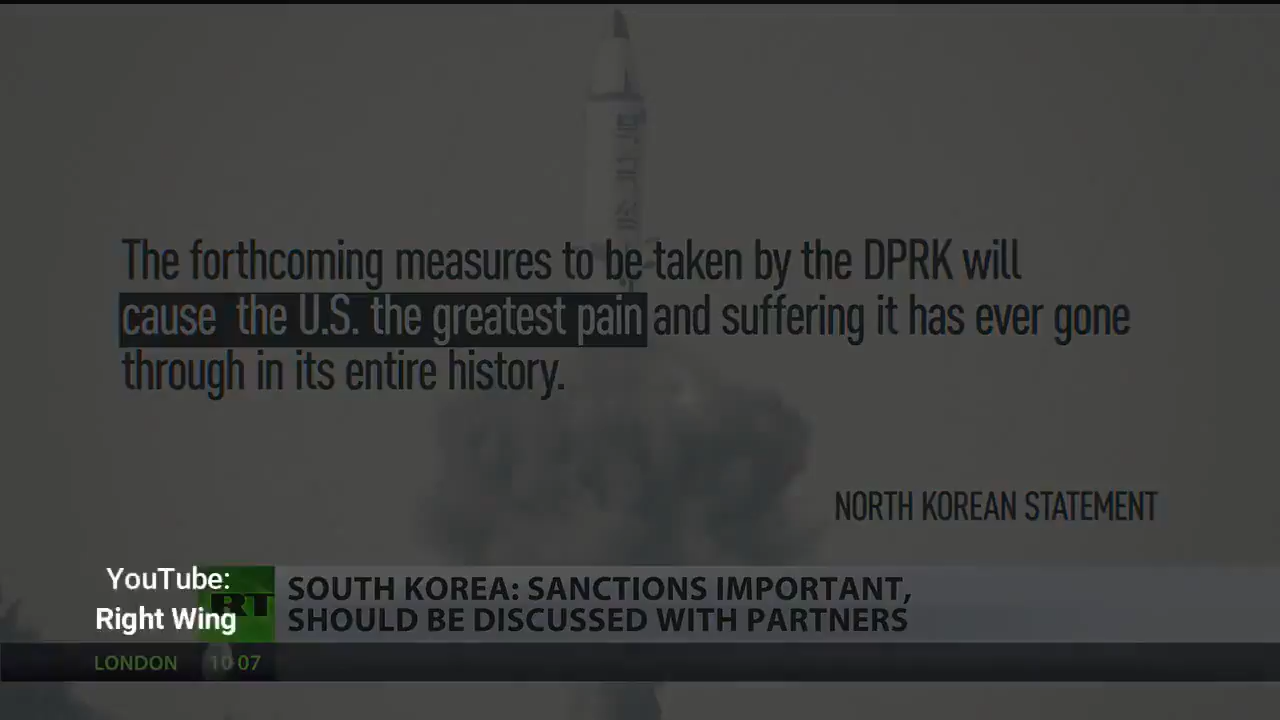 The forthcoming measures to be taken by the DPRK will
cause the U.S. the greatest pain and suffering it has ever gone
through in its entire history.
NORTH KOREAN STATEMENT
YouTube:
Right Wing
RT
SOUTH KOREA: SANCTIONS IMPORTANT,
SHOULD BE DISCUSSED WITH PARTNERS
LONDON 10 07